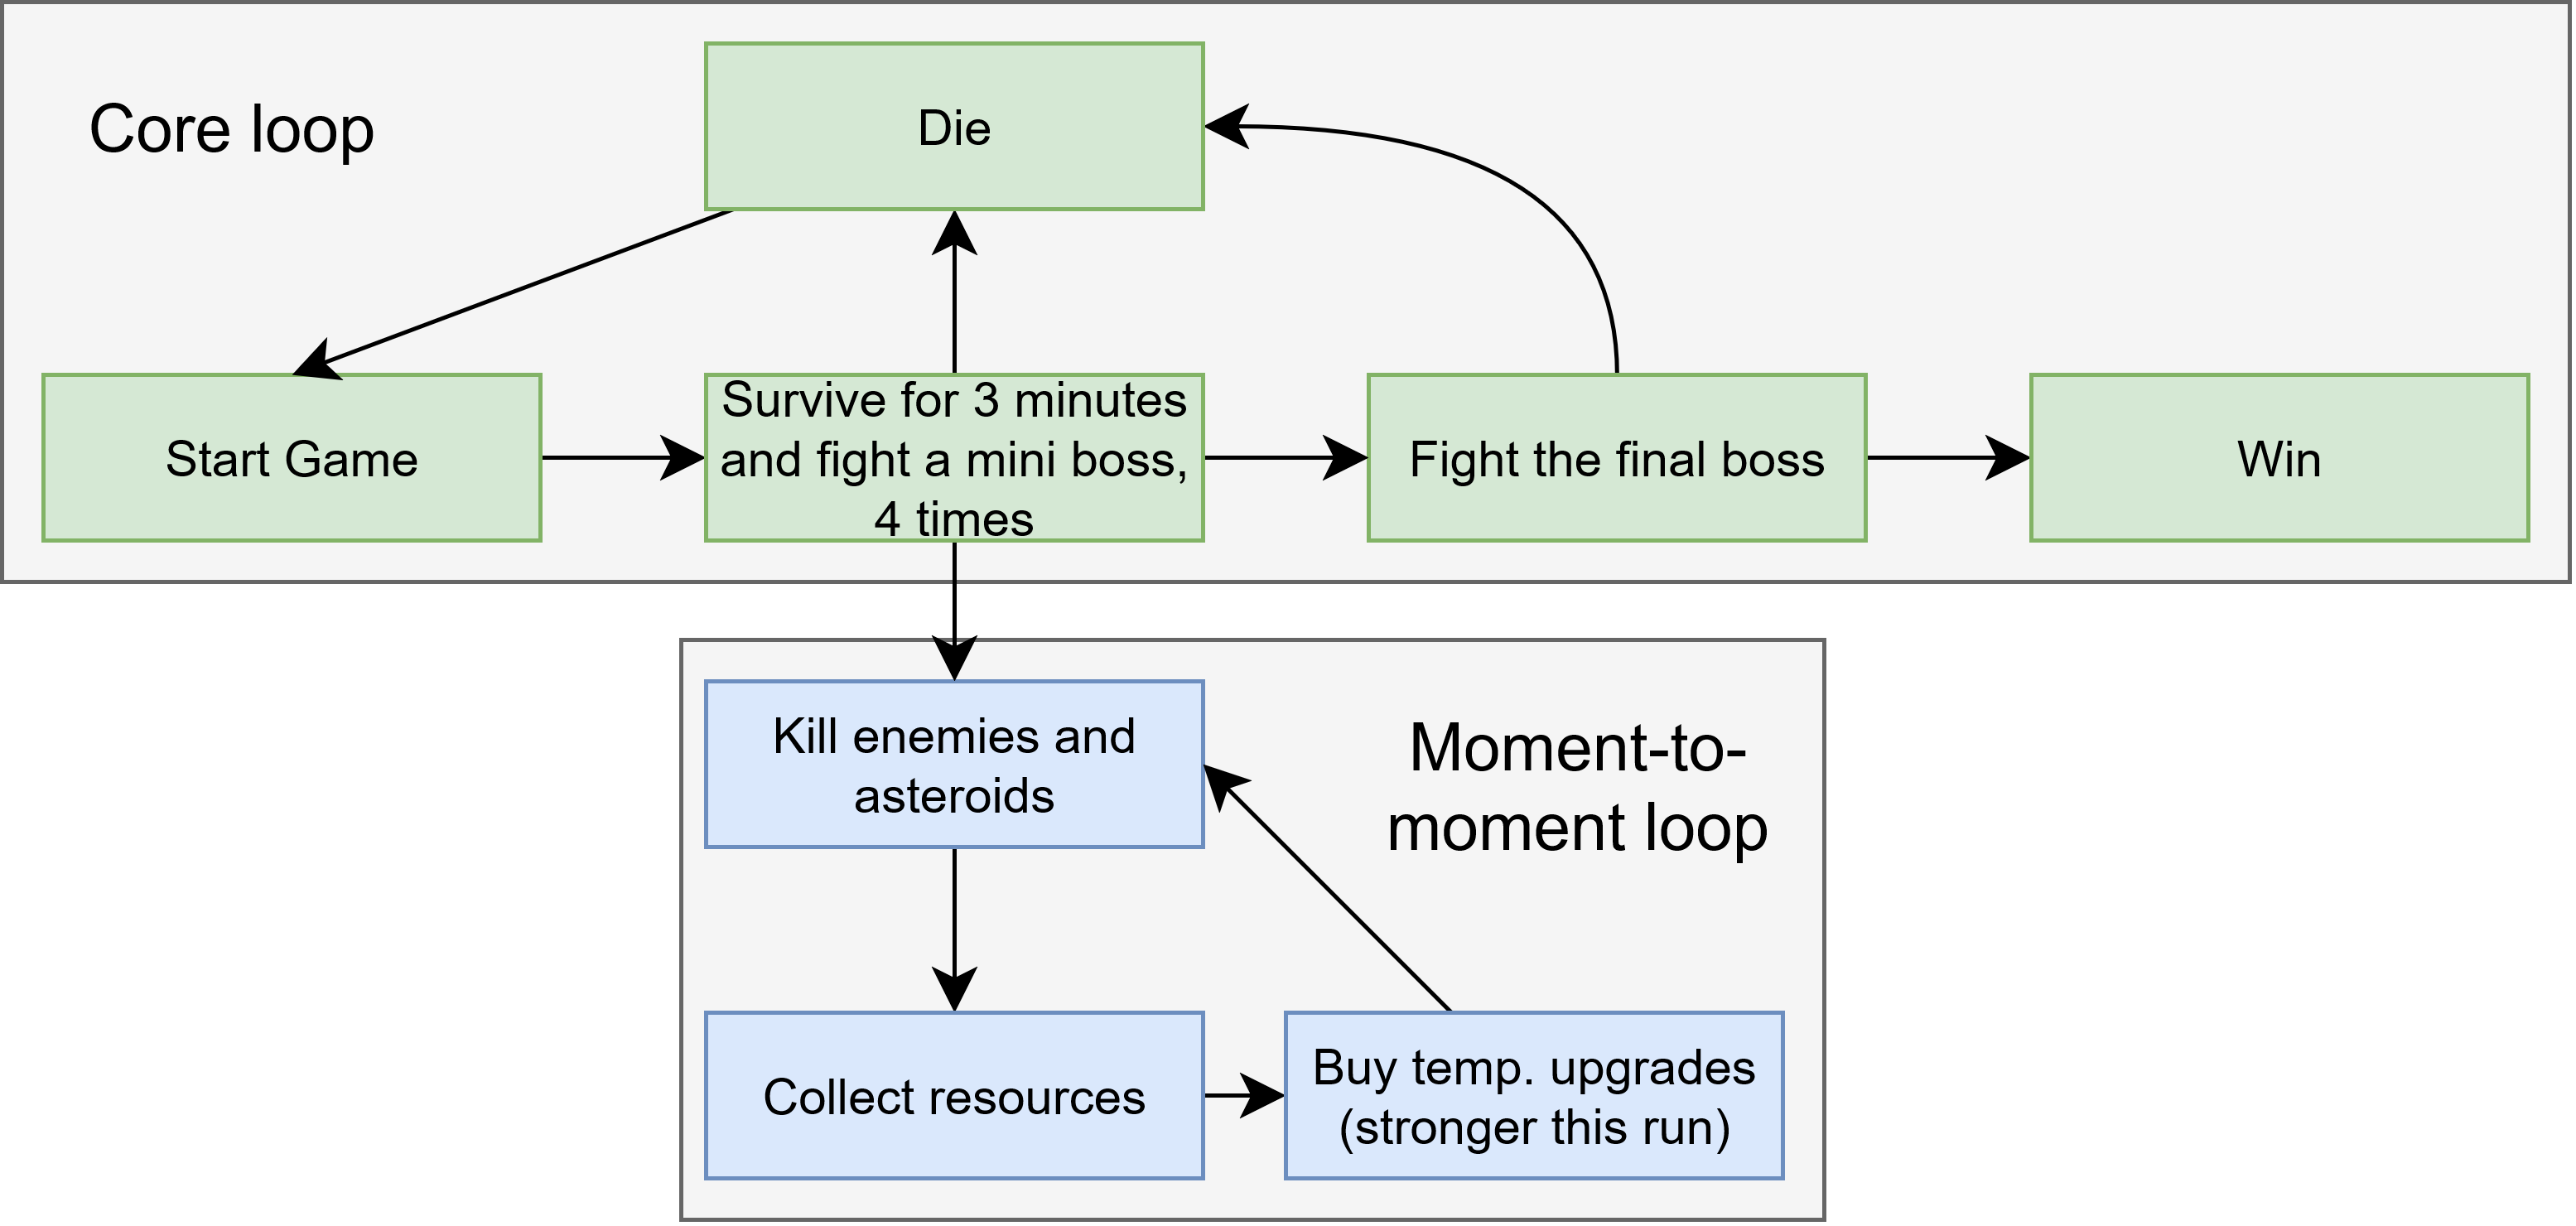 Core loop
Die
Start Game
Survive for 3 minutes
and fight a mini boss,
4 times
Fight the final boss
Win
Kill enemies and
asteroids
Moment-to-
moment loop
Collect resources
Buy temp. upgrades
(stronger this run)